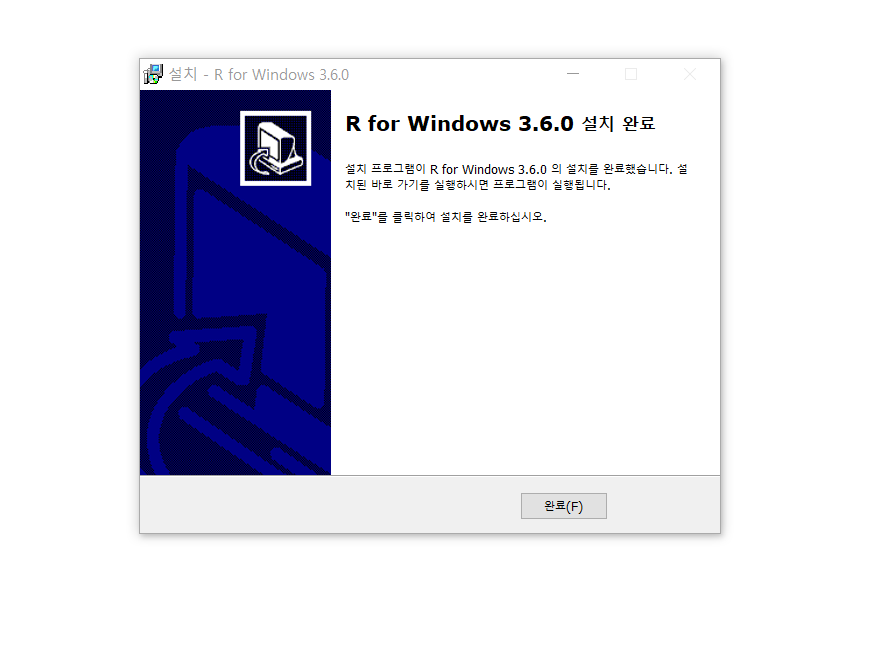 설치 - R for Windows 3.6.0
R for Windows 3.6.0 설치 완료
설치 프로그램이 R for Windows 3.6.0 의 설치를 완료했습니다. 설
치된 바로 가기를 실행하시면 프로그램이 실행됩니다.
"완료"를 클릭하여 설치를 완료하십시오.
완료(F)